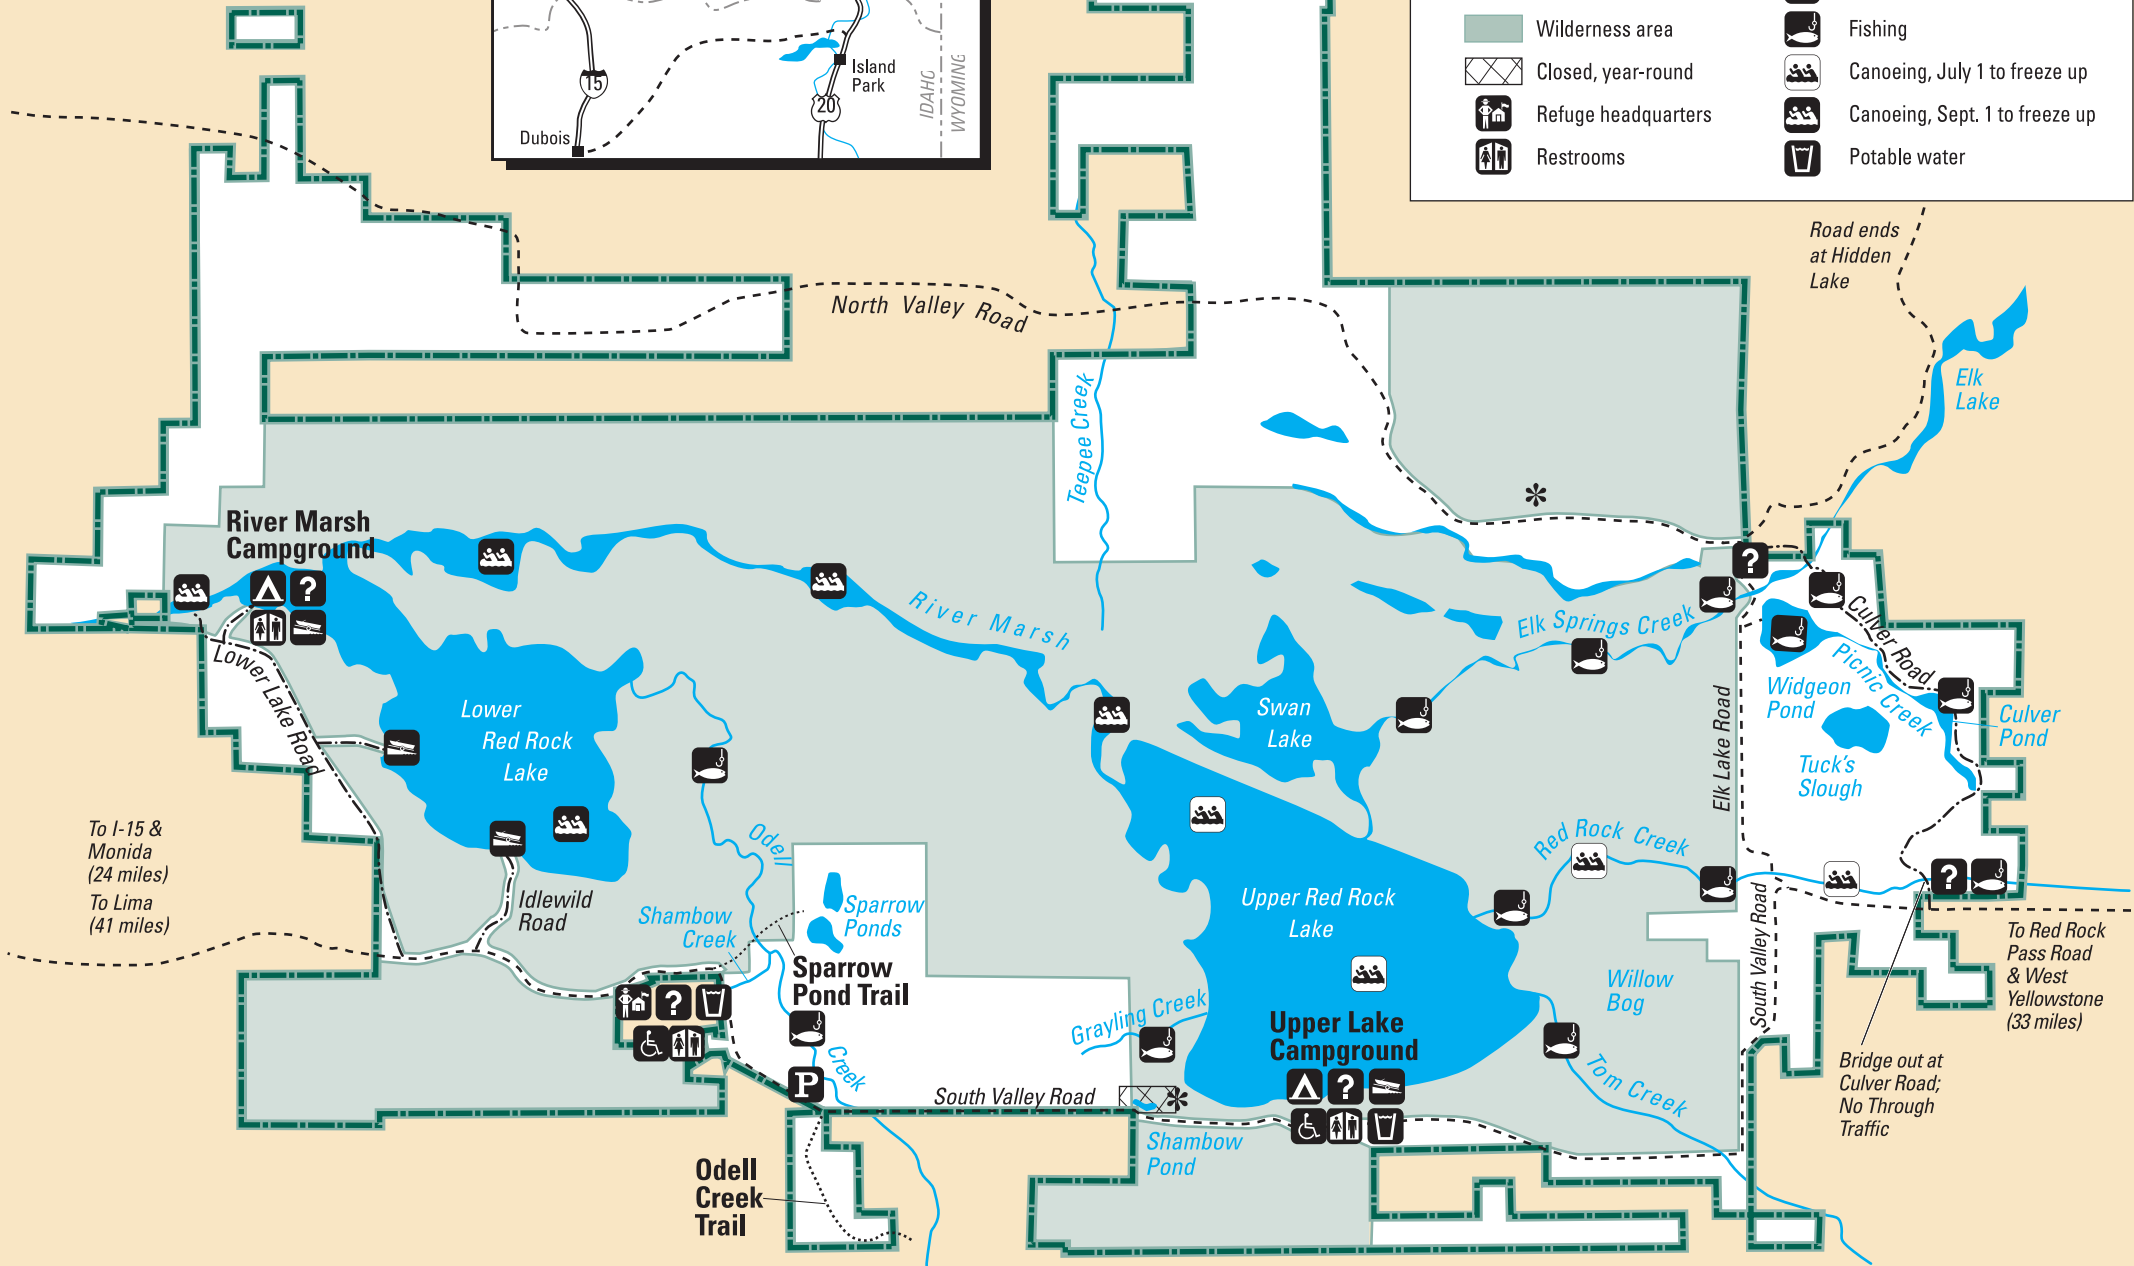 Wilderness area
Closed, year-round
Refuge headquarters
Restrooms
Fishing
Canoeing, July 1 to freeze up
Canoeing, Sept. 1 to freeze up
Potable water
15
Island
Park
20
Dubois
IDAHO
WYOMING
Road ends
at Hidden
Lake
North Valley Road
Elk
Lake
Teepee Creek
River Marsh
Campground
?
?
River Marsh
Elk Springs Creek
Culver Road
Picnic Creek
Widgeon
Pond
Culver
Pond
Tuck's
Slough
Lower Lake Road
Lower
Red Rock
Lake
Swan
Lake
Elk Lake Road
To I-15 &
Monida
(24 miles)
To Lima
(41 miles)
Odell
Creek
Idlewild
Road
Shambow
Creek
Sparrow
Ponds
Sparrow
Pond Trail
Red Rock Creek
Upper Red Rock
Lake
?
South Valley Road
To Red Rock
Pass Road
& West
Yellowstone
(33 miles)
Willow
Bog
?
Grayling Creek
Upper Lake
Campground
?
Tom Creek
Bridge out at
Culver Road;
No Through
Traffic
P
South Valley Road
Shambow
Pond
Odell
Creek
Trail